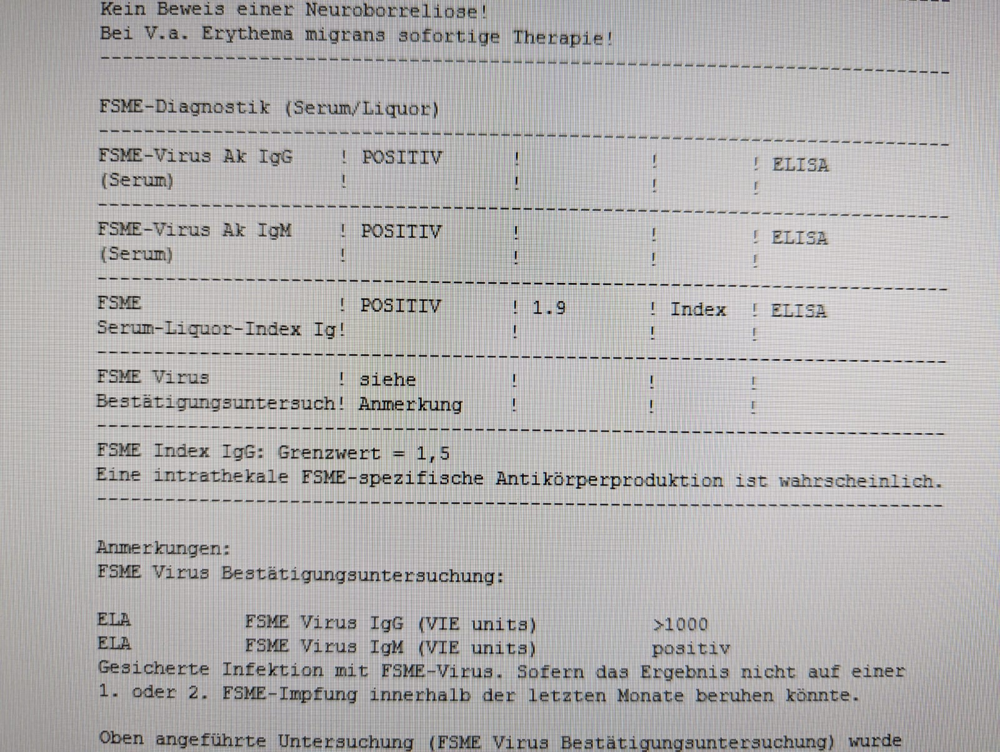 Kein Beweis einer Neuroborreliose!
Bei V.a. Erythema migrans sofortige Therapie!
--------------------------------------------------------------------------
FSME-Diagnostik (Serum/Liquor)
--------------------------------------------------------------------------
FSME-Virus Ak IgG ! POSITIV ! ! ! ELISA
(Serum) ! ! ! !
--------------------------------------------------------------------------
FSME-Virus Ak IgM ! POSITIV ! ! ! ELISA
(Serum) ! ! ! !
--------------------------------------------------------------------------
FSME ! POSITIV ! 1.9 ! Index ! ELISA
Serum-Liquor-Index Ig! ! ! !
--------------------------------------------------------------------------
FSME Virus ! siehe ! ! !
Bestätigungsuntersuch! Anmerkung ! ! !
--------------------------------------------------------------------------
FSME Index IgG: Grenzwert = 1,5
Eine intrathekale FSME-spezifische Antikörperproduktion ist wahrscheinlich.
--------------------------------------------------------------------------
Anmerkungen:
FSME Virus Bestätigungsuntersuchung:
ELA FSME Virus IgG (VIE units) >1000
ELA FSME Virus IgM (VIE units) positiv
Gesicherte Infektion mit FSME-Virus. Sofern das Ergebnis nicht auf einer
1. oder 2. FSME-Impfung innerhalb der letzten Monate beruhen könnte.
Oben angeführte Untersuchung (FSME Virus Bestätigungsuntersuchung) wurde